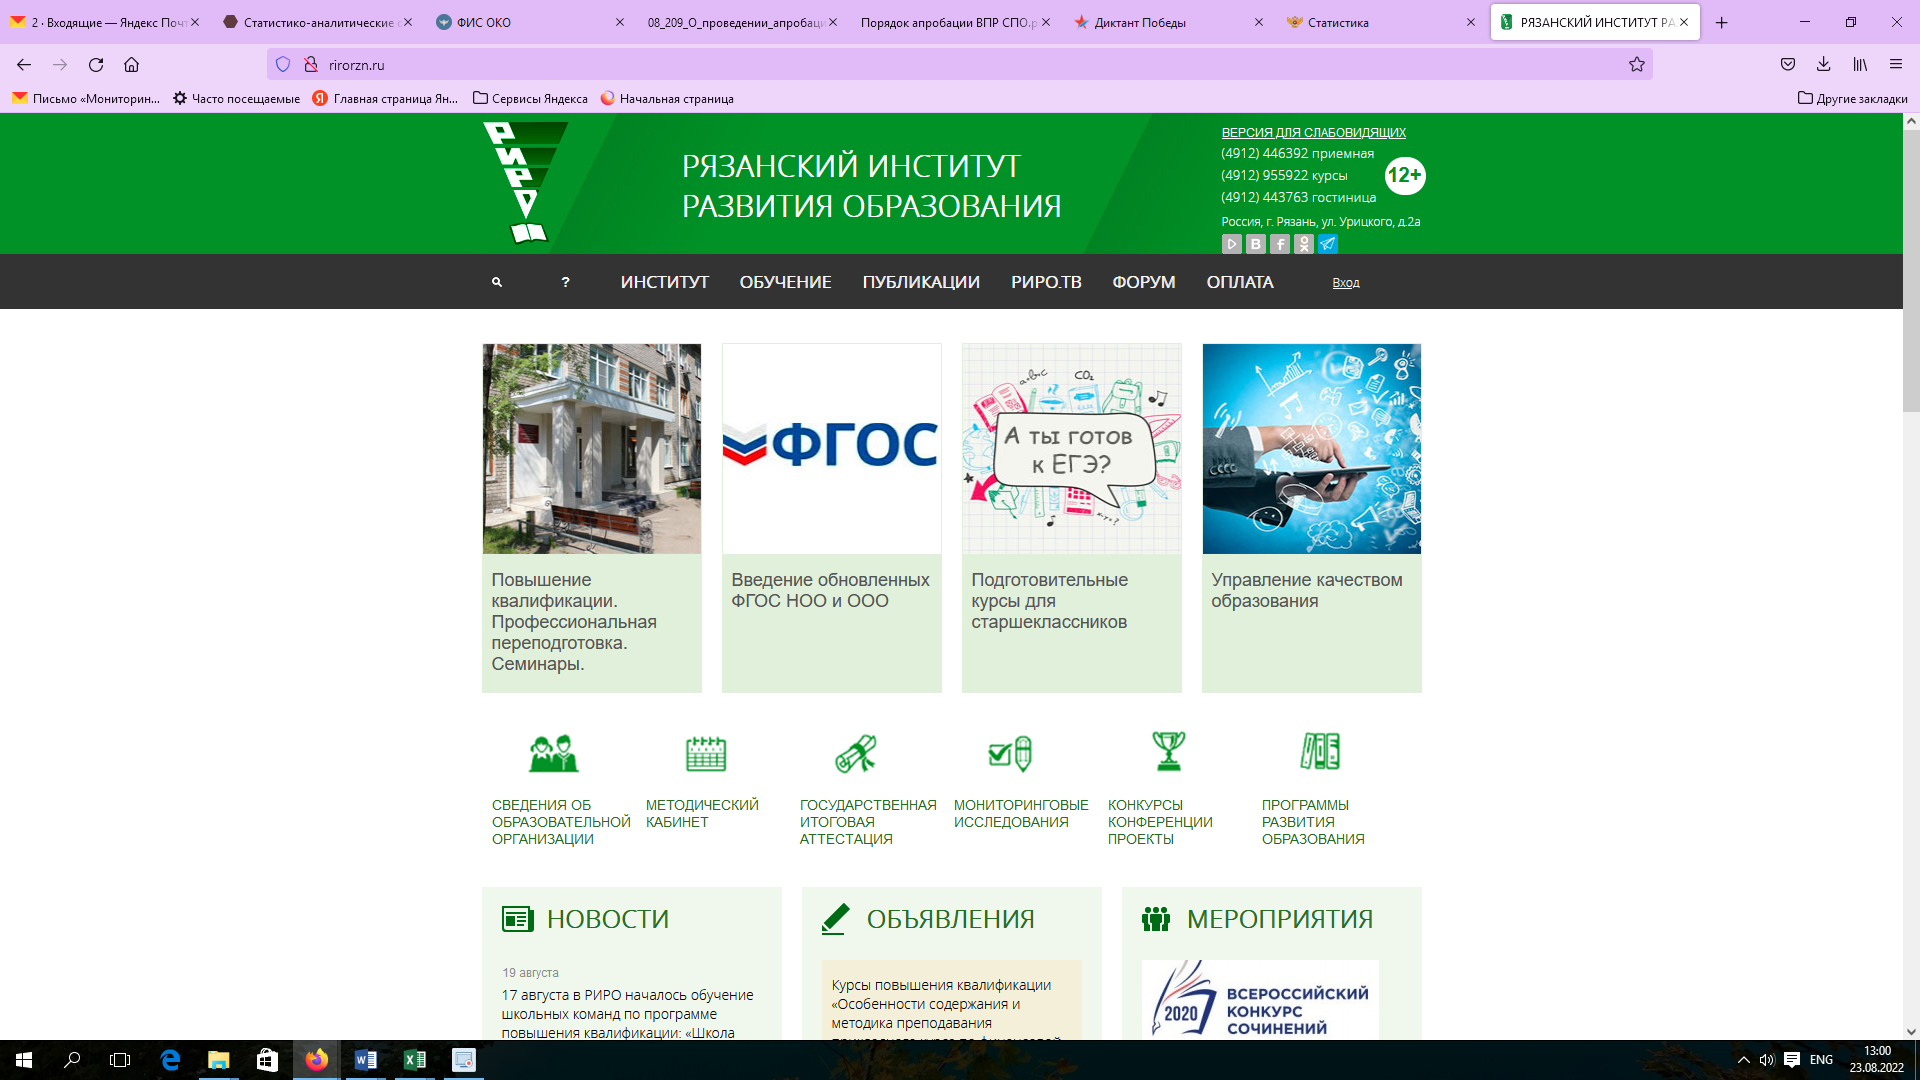 2 · Входящие — Яндекс Поч
Статистико-аналитические
ФИС ОКО
08_209_О_проведении_апробац
Порядок апробации ВПР СПО.p
Диктант Победы
Статистика
РЯЗАНСКИЙ ИНСТИТУТ РА
rirorzn.ru
Письмо «Мониторин...
Часто посещаемые
Главная страница Ян...
Сервисы Яндекса
Начальная страница
Другие закладки
РИРО
РЯЗАНСКИЙ ИНСТИТУТ
РАЗВИТИЯ ОБРАЗОВАНИЯ
ВЕРСИЯ ДЛЯ СЛАБОВИДЯЩИХ
(4912) 446392 приемная
(4912) 955922 курсы
(4912) 443763 гостиница
12+
Россия, г. Рязань, ул. Урицкого, д.2а
?
ИНСТИТУТ
ОБУЧЕНИЕ
ПУБЛИКАЦИИ
РИРО.ТВ
ФОРУМ
ОПЛАТА
Вход
ФГОС
a+b=c
CO2
А ты готов
к ЕГЭ?
x-y=?
Повышение
квалификации.
Профессиональная
переподготовка.
Семинары.
Введение обновленных
ФГОС НОО и ООО
Подготовительные
курсы для
старшеклассников
Управление качеством
образования
СВЕДЕНИЯ ОБ
ОБРАЗОВАТЕЛЬНОЙ
ОРГАНИЗАЦИИ
МЕТОДИЧЕСКИЙ
КАБИНЕТ
ГОСУДАРСТВЕННАЯ
ИТОГОВАЯ
АТТЕСТАЦИЯ
МОНИТОРИНГОВЫЕ
ИССЛЕДОВАНИЯ
КОНКУРСЫ
КОНФЕРЕНЦИИ
ПРОЕКТЫ
ПРОГРАММЫ
РАЗВИТИЯ
ОБРАЗОВАНИЯ
НОВОСТИ
19 августа
17 августа в РИРО началось обучение
школьных команд по программе
повышения квалификации: «Школа
ОБЪЯВЛЕНИЯ
Курсы повышения квалификации
«Особенности содержания и
методика преподавания
МЕРОПРИЯТИЯ
2020
ВСЕРОССИЙСКИЙ
КОНКУРС
СОЧИНЕНИЙ
ENG
13:00
23.08.2022